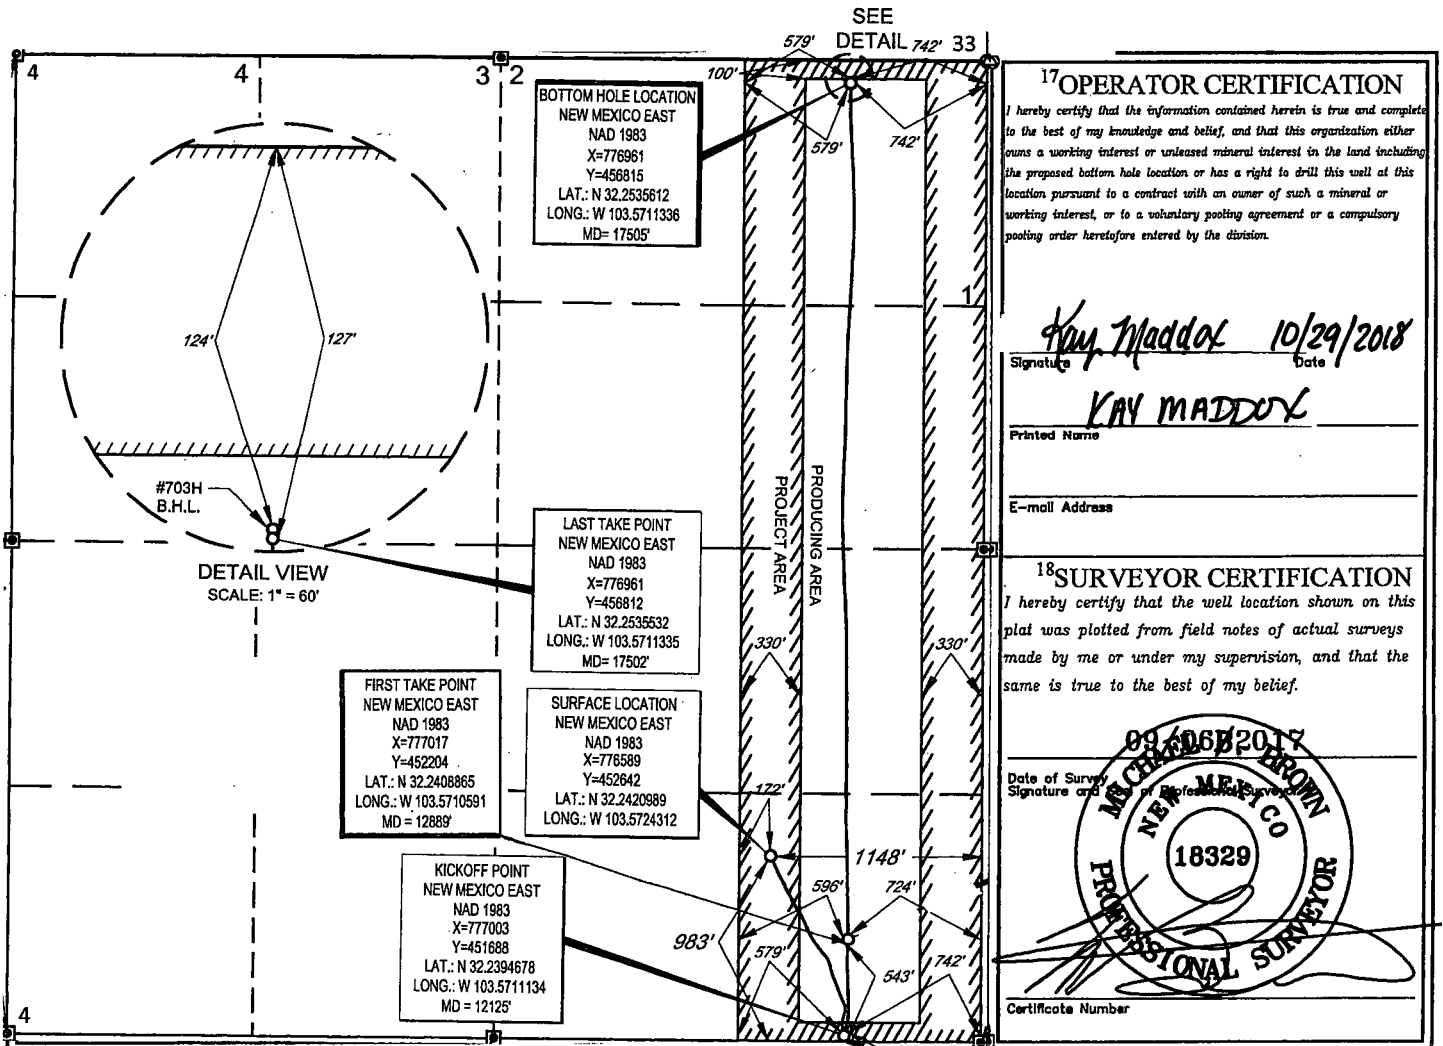 SEE
DETAIL
579'
742'
33
4
4
3
2
100'
579'
742'
BOTTOM HOLE LOCATION
NEW MEXICO EAST
NAD 1983
X=776961
Y=456815
LAT.: N 32.2535612
LONG.: W 103.5711336
MD= 17505'
1
124'
127'
#703H
B.H.L.
DETAIL VIEW
SCALE: 1" = 60'
PROJECT AREA
PRODUCING AREA
LAST TAKE POINT
NEW MEXICO EAST
NAD 1983
X=776961
Y=456812
LAT.: N 32.2535532
LONG.: W 103.5711335
MD= 17502'
330'
330'
FIRST TAKE POINT
NEW MEXICO EAST
NAD 1983
X=777017
Y=452204
LAT.: N 32.2408865
LONG.: W 103.5710591
MD = 12889'
SURFACE LOCATION
NEW MEXICO EAST
NAD 1983
X=776589
Y=452642
LAT.: N 32.2420989
LONG.: W 103.5724312
172'
1148'
596'
724'
983'
579'
543'
742'
KICKOFF POINT
NEW MEXICO EAST
NAD 1983
X=777003
Y=451688
LAT.: N 32.2394678
LONG.: W 103.5711134
MD = 12125'
4
17 OPERATOR CERTIFICATION
I hereby certify that the information contained herein is true and complete
to the best of my knowledge and belief, and that this organization either
owns a working interest or unleased mineral interest in the land including
the proposed bottom hole location or has a right to drill this well at this
location pursuant to a contract with an owner of such a mineral or
working interest, or to a voluntary pooling agreement or a compulsory
pooling order heretofore entered by the division.
Kay Maddox 10/29/2018
Signature Date
KAY MADDOX
Printed Name
E-mail Address
18 SURVEYOR CERTIFICATION
I hereby certify that the well location shown on this
plat was plotted from field notes of actual surveys
made by me or under my supervision, and that the
same is true to the best of my belief.
Date of Survey
Signature and Seal of Professional Surveyor
MICHAEL BROWN
NEW MEXICO
18329
PROFESSIONAL SURVEYOR
Certificate Number